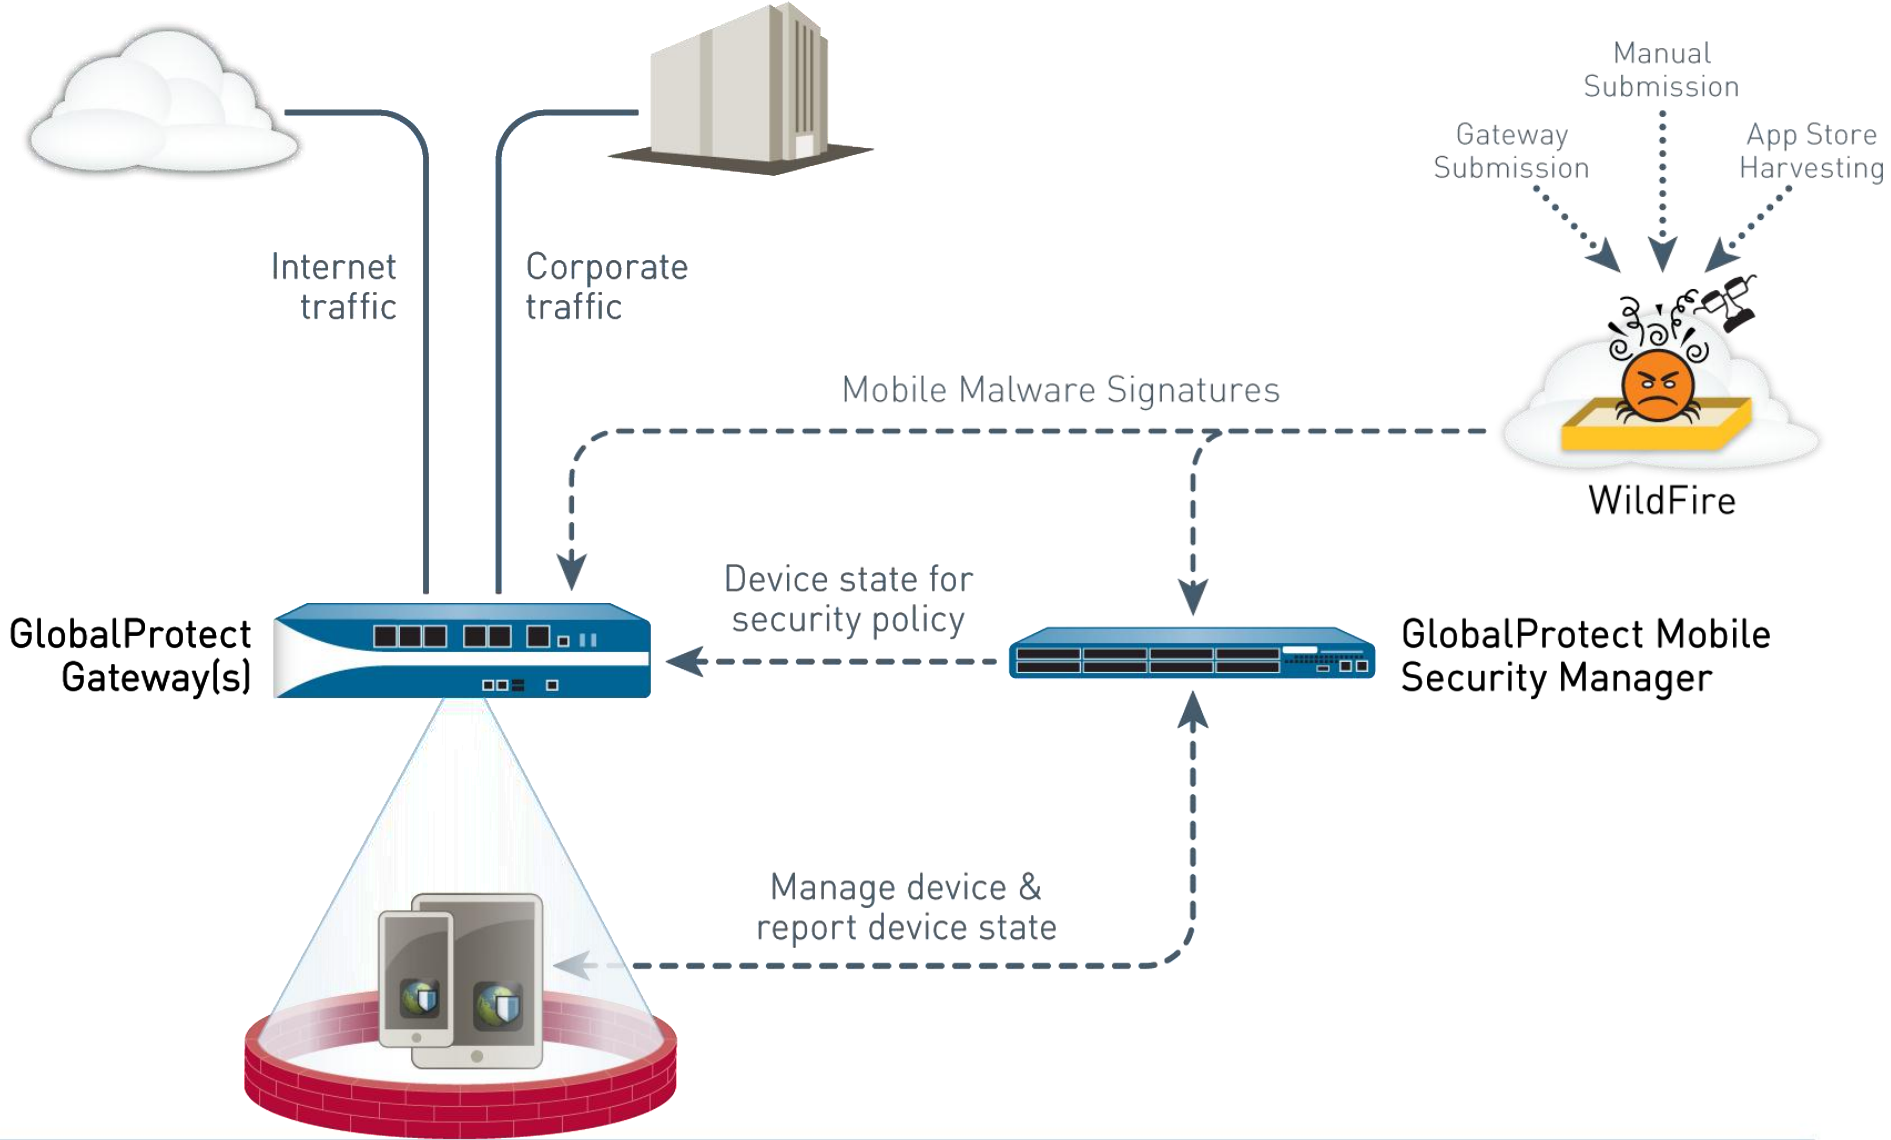 Manual
Submission
Gateway
Submission
App Store
Harvesting
Internet
traffic
Corporate
traffic
Mobile Malware Signatures
WildFire
Device state for
security policy
GlobalProtect
Gateway(s)
GlobalProtect Mobile
Security Manager
Manage device &
report device state